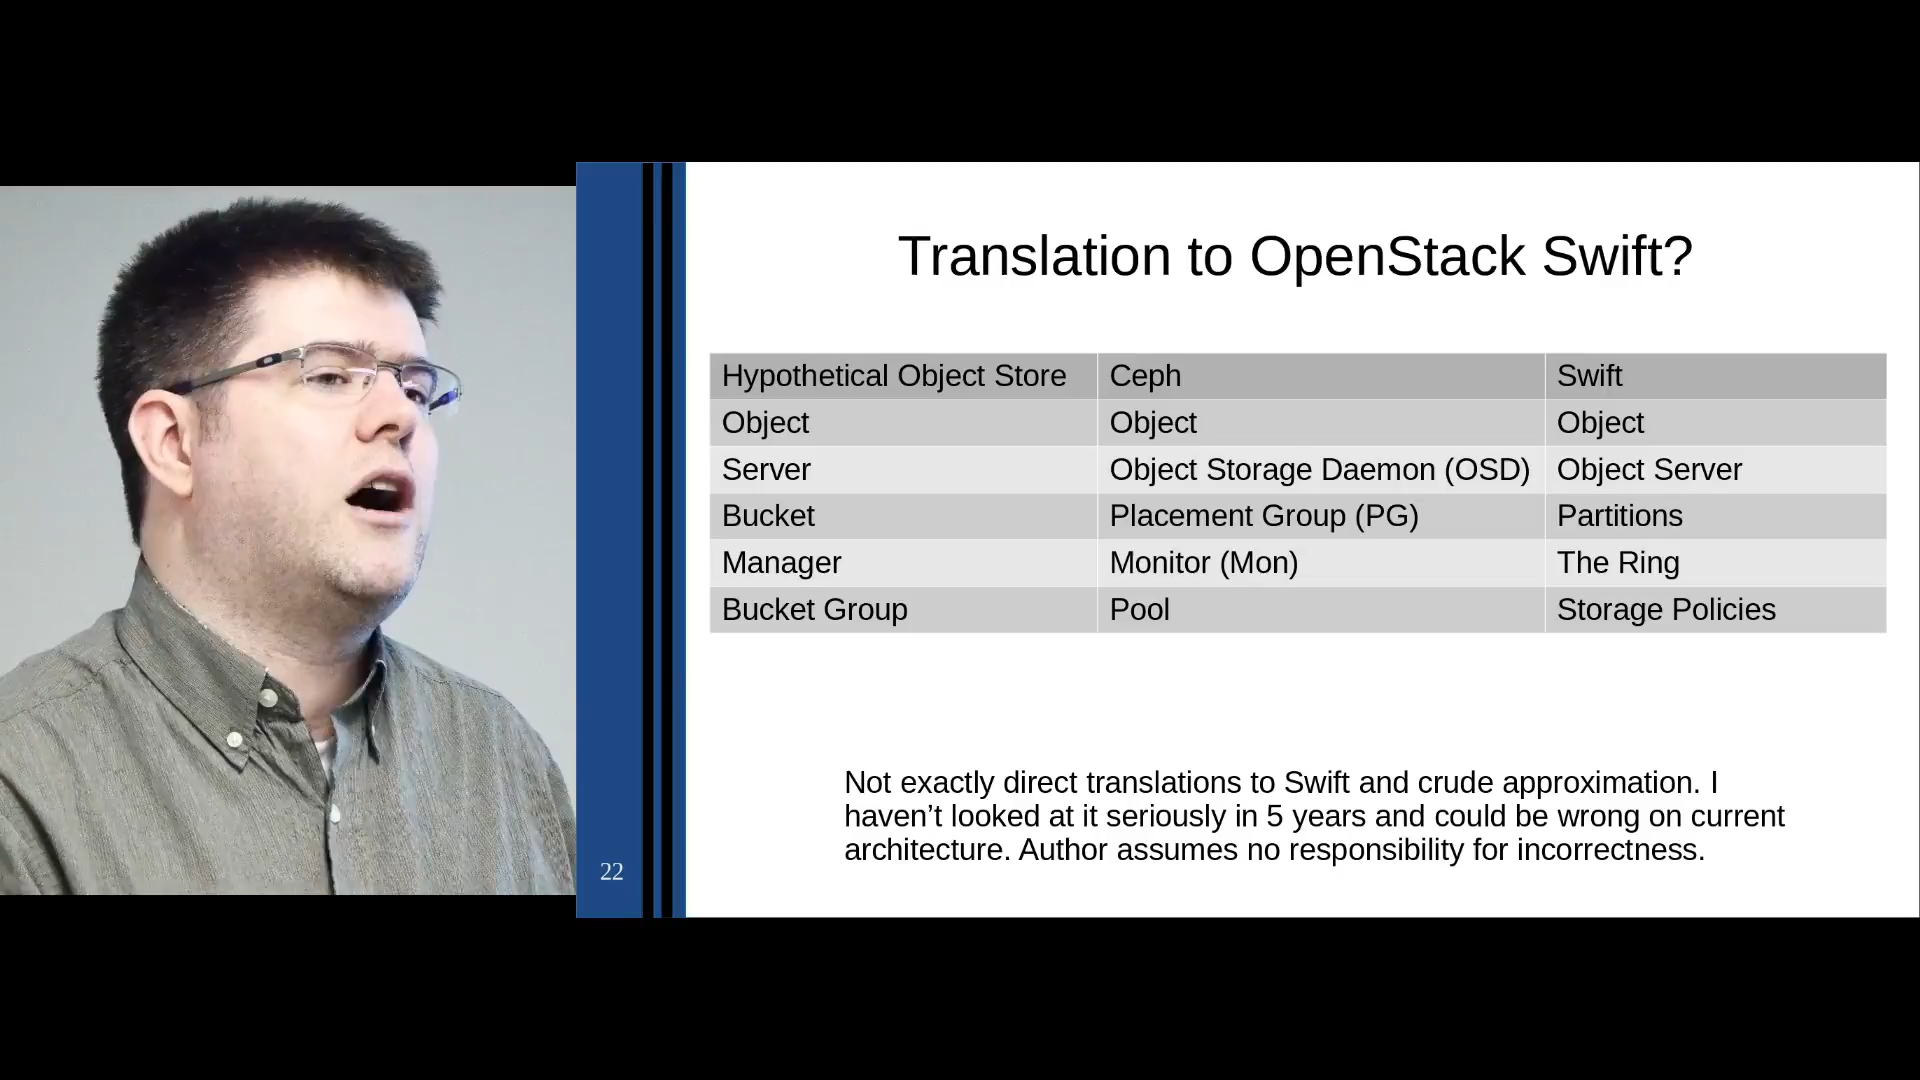 Translation to OpenStack Swift?
Hypothetical Object Store Ceph Swift
Object Object Object
Server Object Storage Daemon (OSD) Object Server
Bucket Placement Group (PG) Partitions
Manager Monitor (Mon) The Ring
Bucket Group Pool Storage Policies
Not exactly direct translations to Swift and crude approximation. I
haven’t looked at it seriously in 5 years and could be wrong on current
architecture. Author assumes no responsibility for incorrectness.
22